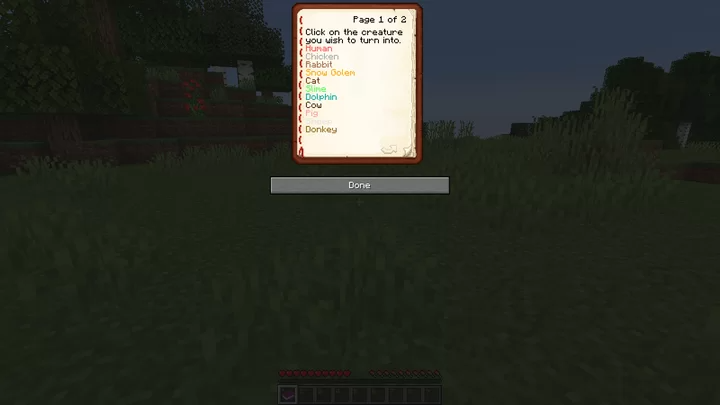 Page 1 of 2
Click on the creature
you wish to turn into.
Human
Chicken
Rabbit
Snow Golem
Cat
Slime
Dolphin
Cow
Pig
Donkey
Done